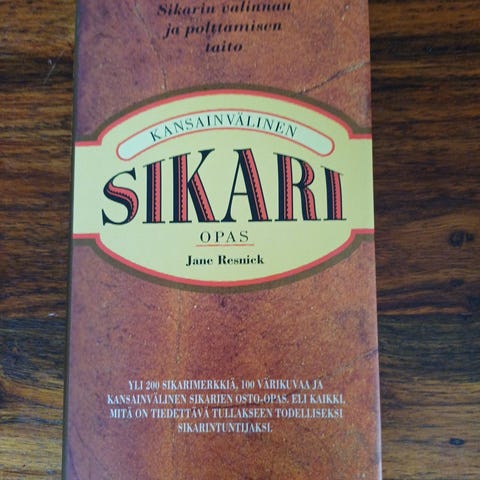 Sikarin valinnan
ja polttamisen
taito
KANSAINVÄLINEN
SIKARI
OPAS
Jane Resnick
YLI 200 SIKARIMERKKIÄ, 100 VÄRIKUVAA JA
KANSAINVÄLINEN SIKARIEN OSTO-OPAS. ELI KAIKKI,
MITÄ ON TIEDETTÄVÄ TULLAKSEEN TODELLISEKSI
SIKARINTUNTIJAKSI.